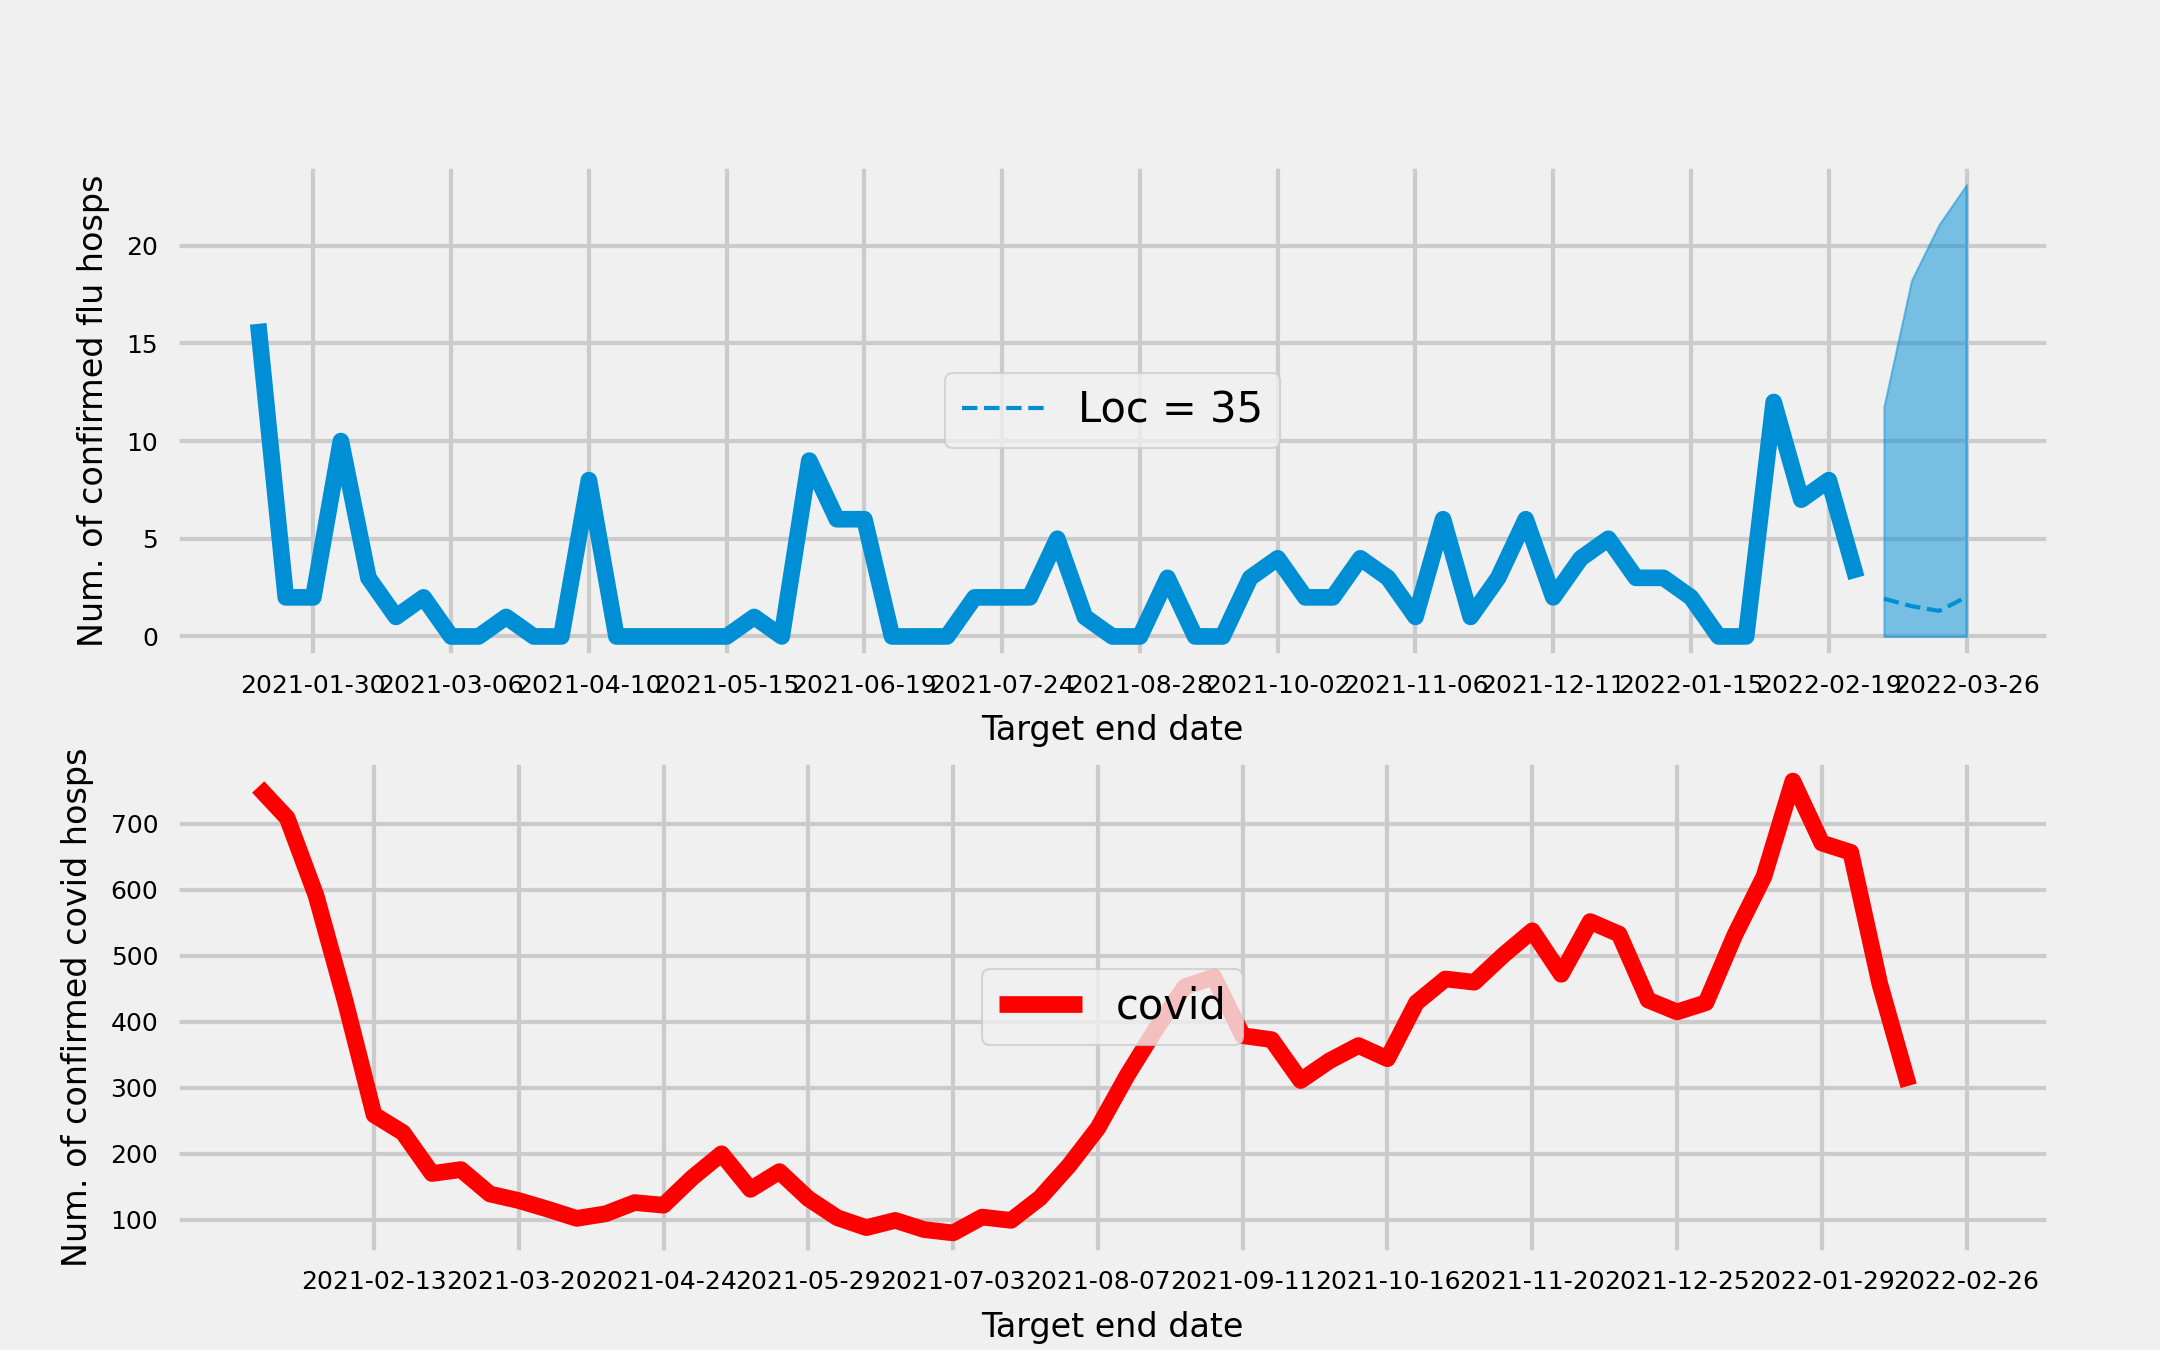 Num. of confirmed flu hosps
20
15
10
5
0
Loc = 35
2021-01-30 2021-03-06 2021-04-10 2021-05-15 2021-06-19 2021-07-24 2021-08-28 2021-10-02 2021-11-06 2021-12-11 2022-01-15 2022-02-19 2022-03-26
Target end date
Num. of confirmed covid hosps
700
600
500
400
300
200
100
covid
2021-02-13 2021-03-20 2021-04-24 2021-05-29 2021-07-03 2021-08-07 2021-09-11 2021-10-16 2021-11-20 2021-12-25 2022-01-29 2022-02-26
Target end date